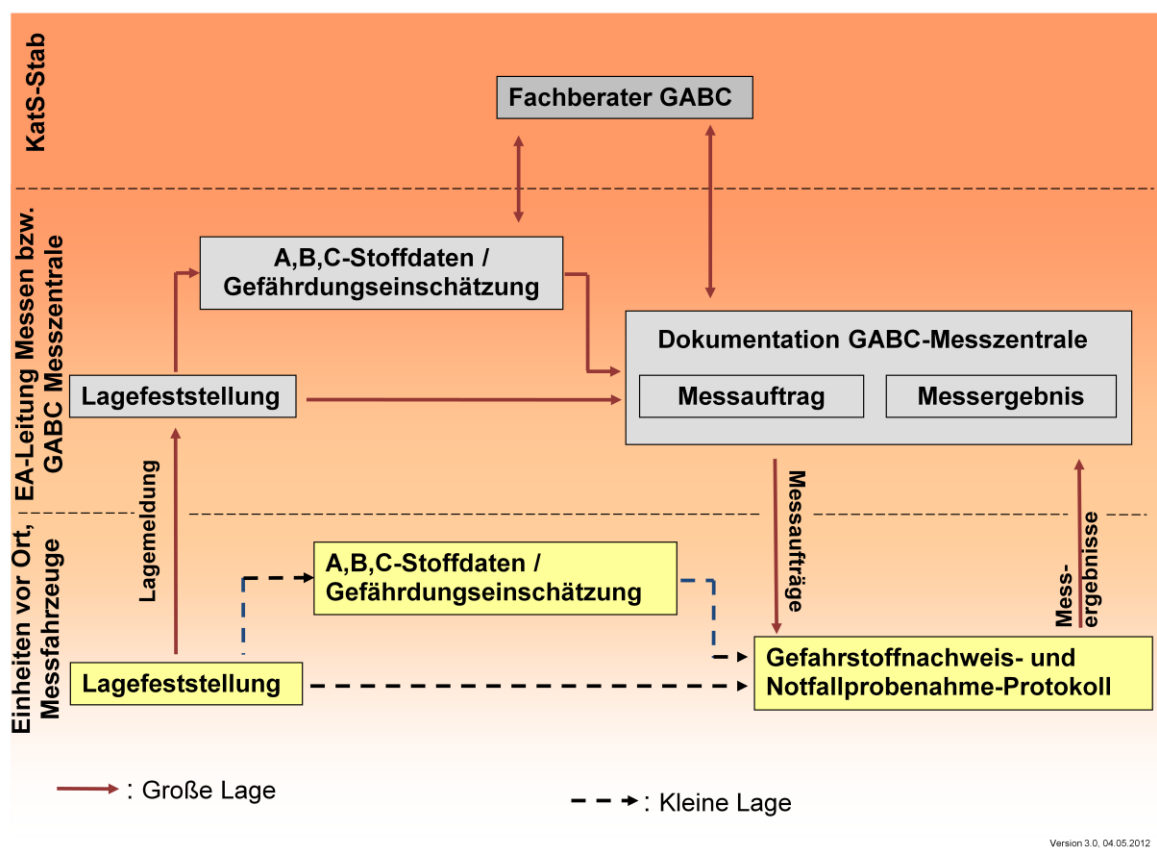 KatS-Stab
Fachberater GABC
EA-Leitung Messen bzw.
GABC Messzentrale
A,B,C-Stoffdaten /
Gefährdungseinschätzung
Dokumentation GABC-Messzentrale
Messauftrag
Messergebnis
Lagefeststellung
Lagemeldung
Messaufträge
Mess-
ergebnisse
Einheiten vor Ort,
Messfahrzeuge
A,B,C-Stoffdaten /
Gefährdungseinschätzung
Lagefeststellung
Gefahrstoffnachweis- und
Notfallprobenahme-Protokoll
: Große Lage
: Kleine Lage
Version 3.0, 04.05.2012